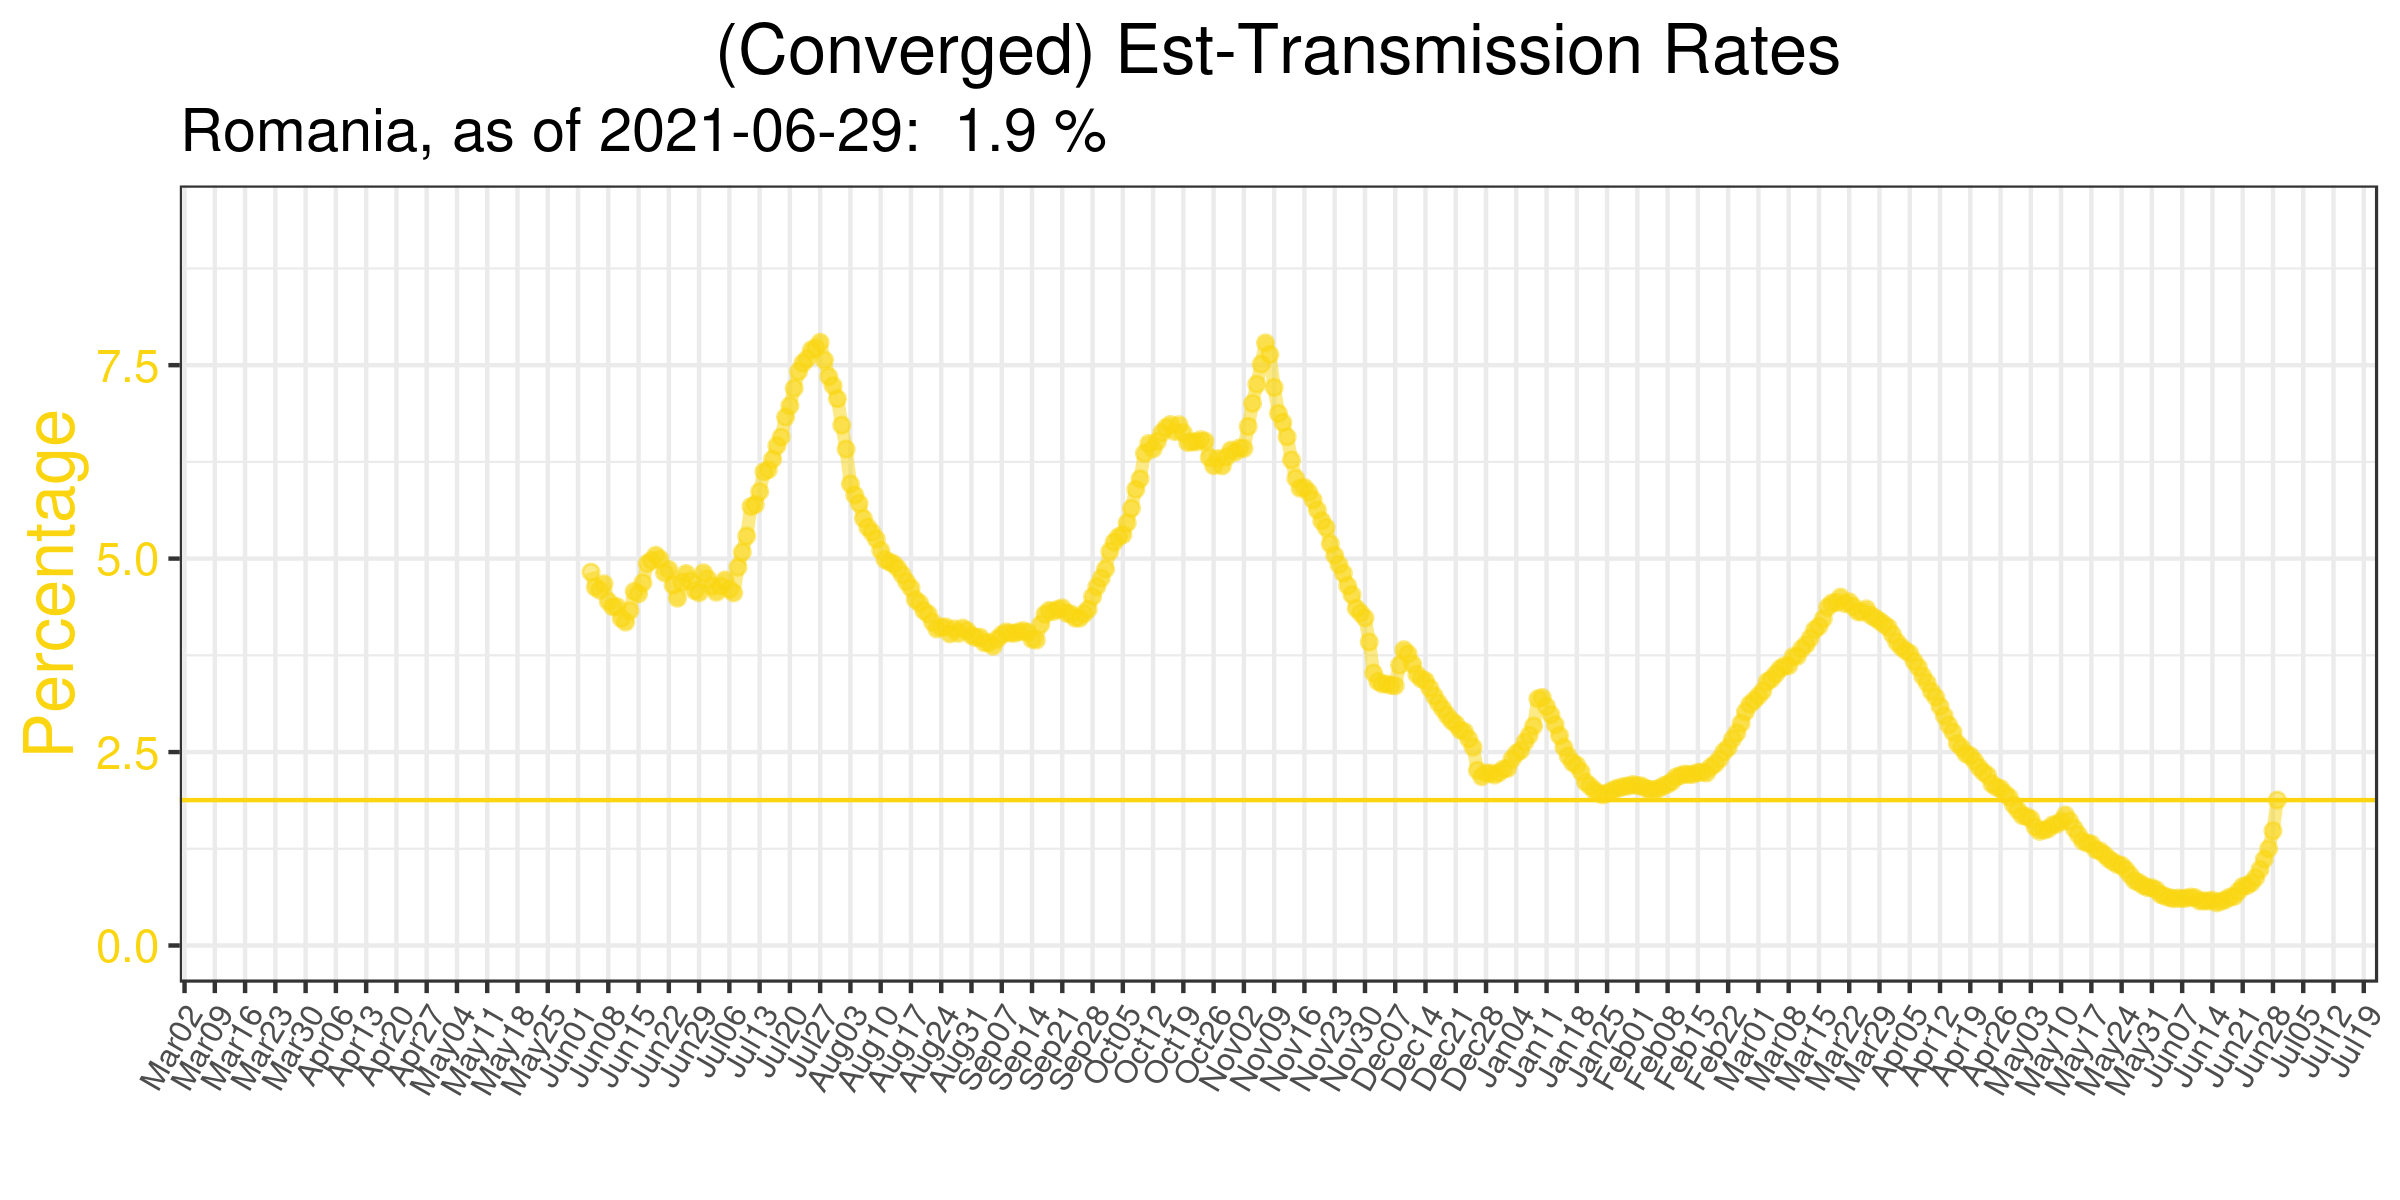 (Converged) Est-Transmission Rates
Romania, as of 2021-06-29:  1.9 %
Percentage
7.5
5.0
2.5
0.0
Mar02
Mar09
Mar16
Mar23
Mar30
Apr06
Apr13
Apr20
Apr27
May04
May11
May18
May25
Jun01
Jun08
Jun15
Jun22
Jun29
Jul06
Jul13
Jul20
Jul27
Aug03
Aug10
Aug17
Aug24
Aug31
Sep07
Sep14
Sep21
Sep28
Oct05
Oct12
Oct19
Oct26
Nov02
Nov09
Nov16
Nov23
Nov30
Dec07
Dec14
Dec21
Dec28
Jan04
Jan11
Jan18
Jan25
Feb01
Feb08
Feb15
Feb22
Mar01
Mar08
Mar15
Mar22
Mar29
Apr05
Apr12
Apr19
Apr26
May03
May10
May17
May24
May31
Jun07
Jun14
Jun21
Jun28
Jul05
Jul12
Jul19